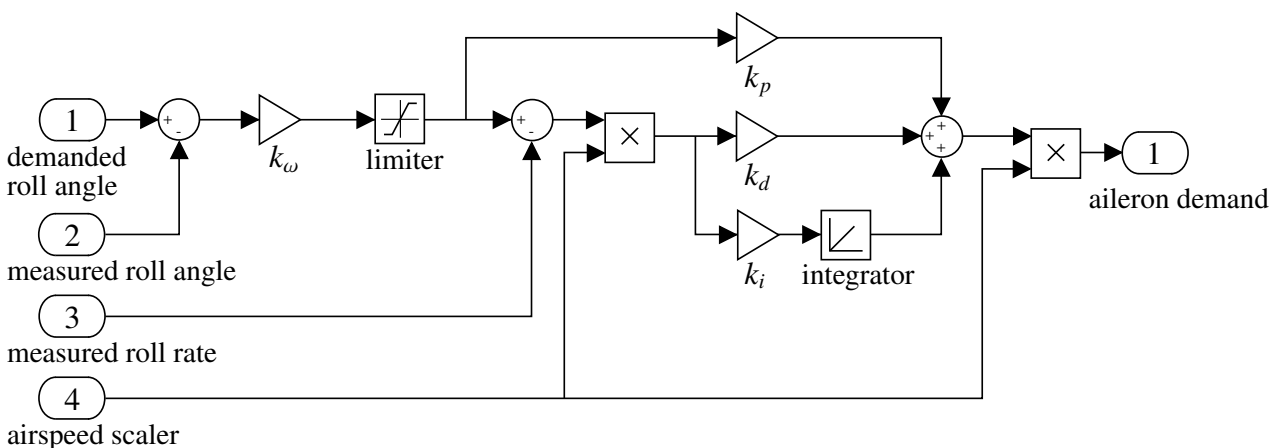 k_p
1
+
-
k_ω
limiter
+
-
×
k_d
+
+
+
×
1
demanded
roll angle
aileron demand
2
measured roll angle
k_i
integrator
3
measured roll rate
4
airspeed scaler